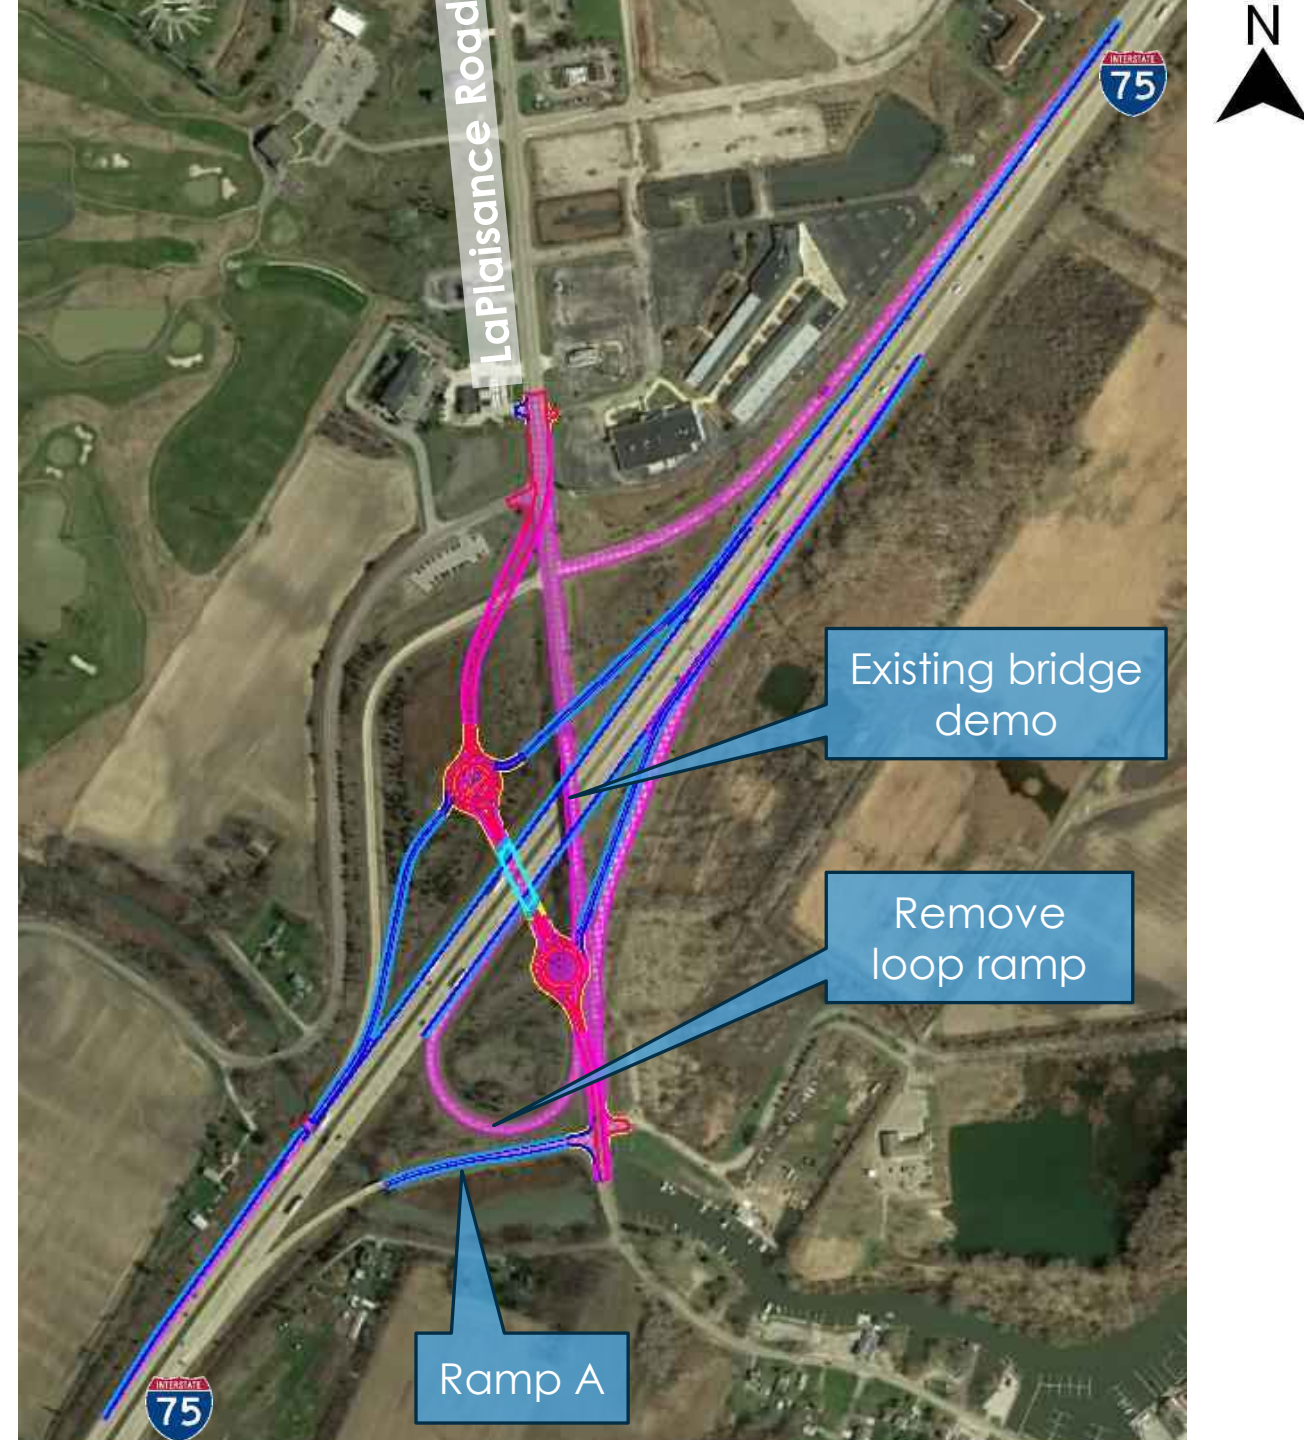 N
INTERSTATE
75
LaPlaisance Road
Existing bridge
demo
Remove
loop ramp
Ramp A
INTERSTATE
75